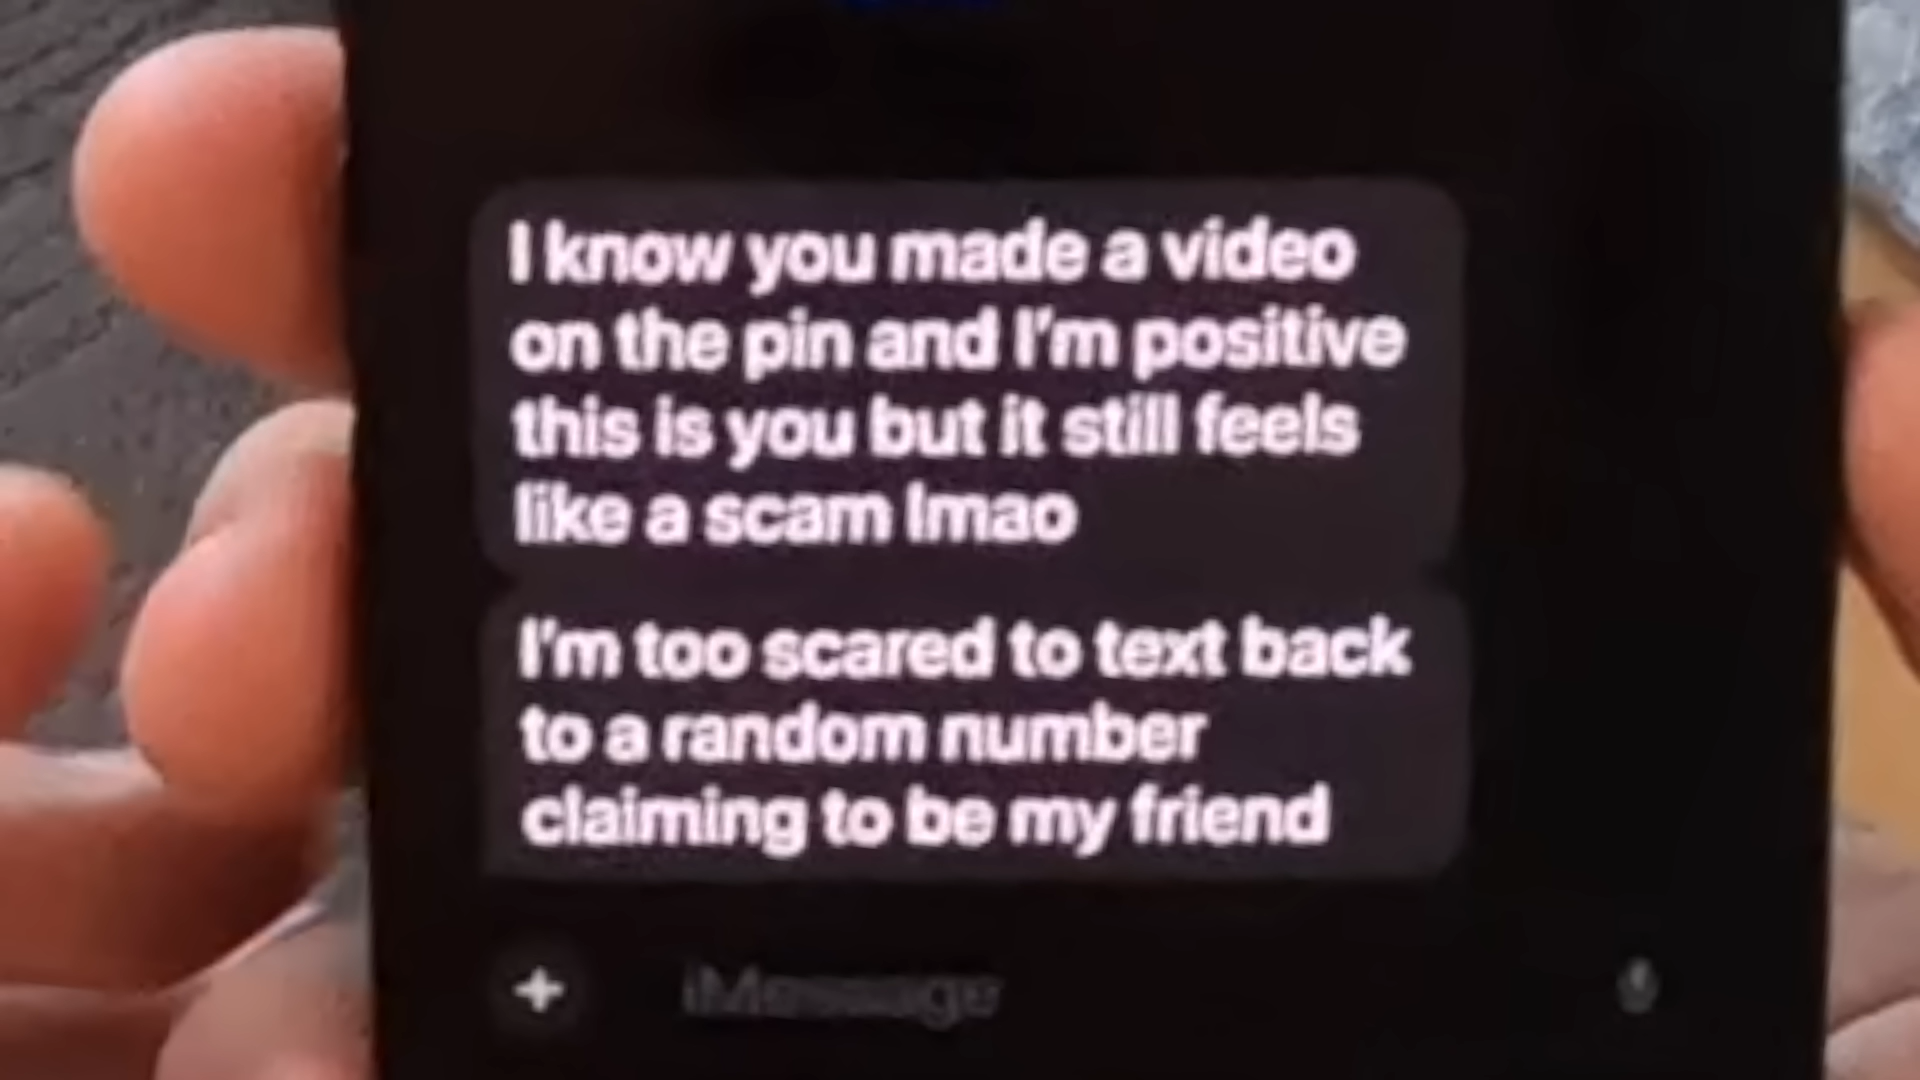 I know you made a video
on the pin and I'm positive
this is you but it still feels
like a scam lmao
I'm too scared to text back
to a random number
claiming to be my friend
iMessage